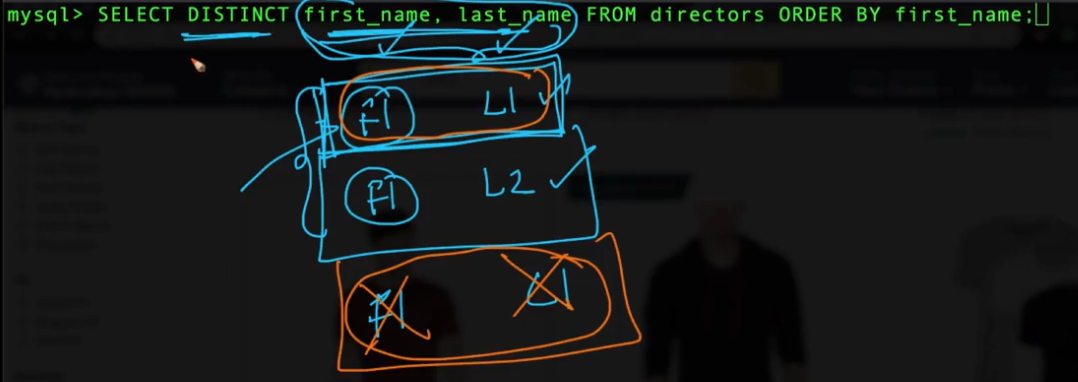 mysql> SELECT DISTINCT first_name, last_name FROM directors ORDER BY first_name;
F1 L1
F1 L2
F1 L1